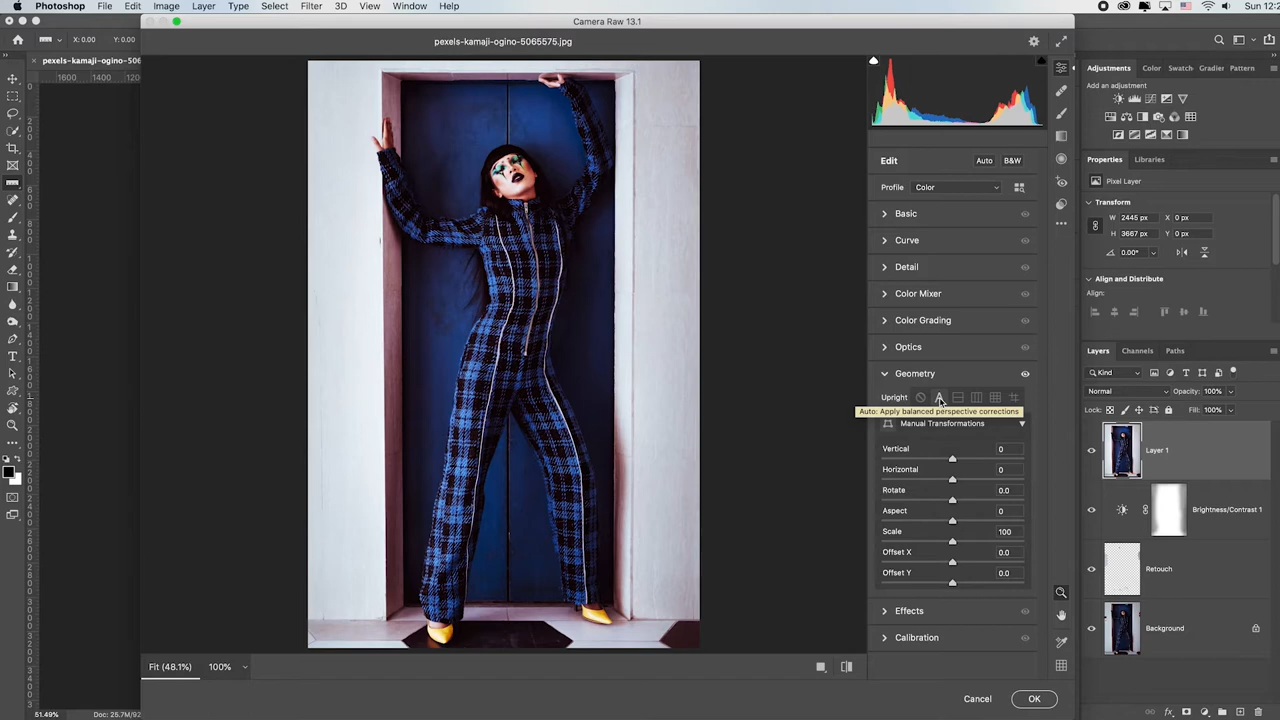 Photoshop File Edit Image Layer Type Select Filter 3D View Window Help Sun 12:2
Camera Raw 13.1
X: 0.00 Y: 0.00
pexels-kamaji-ogino-5065575.jpg
pexels-kamaji-ogino-506
1600 1400 12
Adjustments Color Swatch Gradier Pattern
Add an adjustment
Edit Auto B&W
Profile Color
Basic
Curve
Detail
Color Mixer
Color Grading
Optics
Geometry
Upright
Auto: Apply balanced perspective corrections
Manual Transformations
Vertical 0
Horizontal 0
Rotate 0.0
Aspect 0
Scale 100
Offset X 0.0
Offset Y 0.0
Effects
Calibration
Properties Libraries
Pixel Layer
Transform
W 2445 px X 0 px
H 3667 px Y 0 px
0.00°
Align and Distribute
Align:
Layers Channels Paths
Kind
Normal Opacity: 100%
Lock: Fill: 100%
Layer 1
Brightness/Contrast 1
Retouch
Background
Fit (48.1%) 100%
Cancel OK
51.49% Doc: 25.7M/92